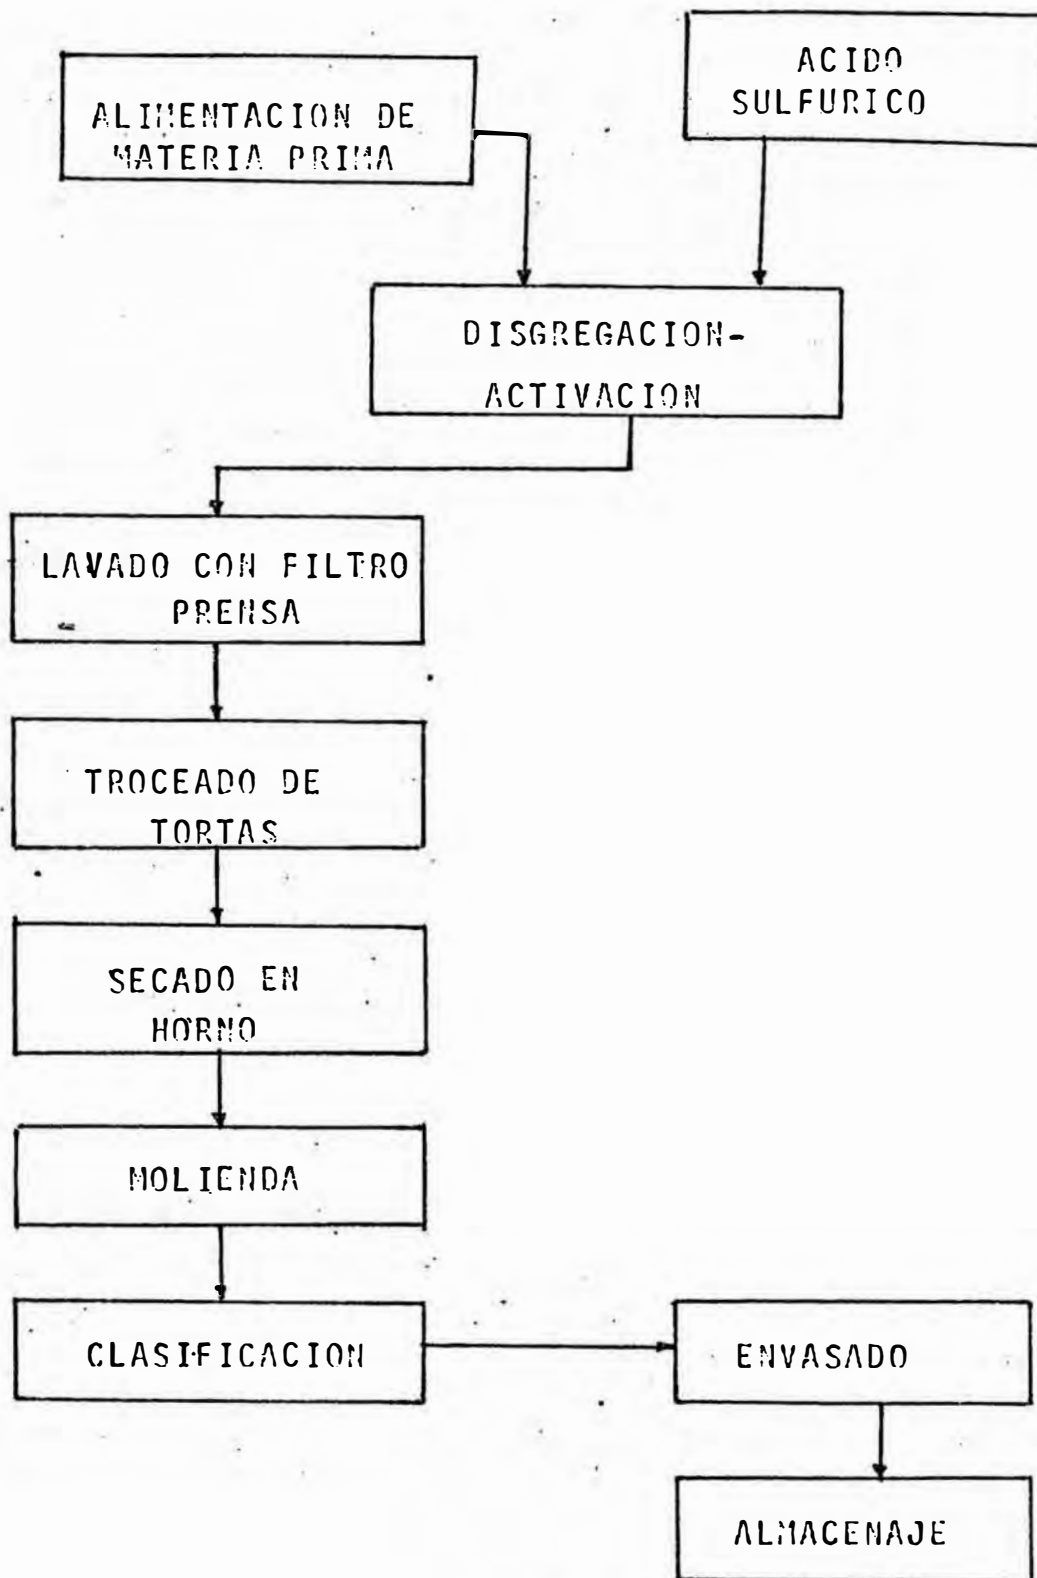 ALIMENTACION DE
MATERIA PRIMA
ACIDO
SULFURICO
DISGREGACION-
ACTIVACION
LAVADO CON FILTRO
PRENSA
TROCEADO DE
TORTAS
SECADO EN
HORNO
MOLIENDA
CLASIFICACION
ENVASADO
ALMACENAJE